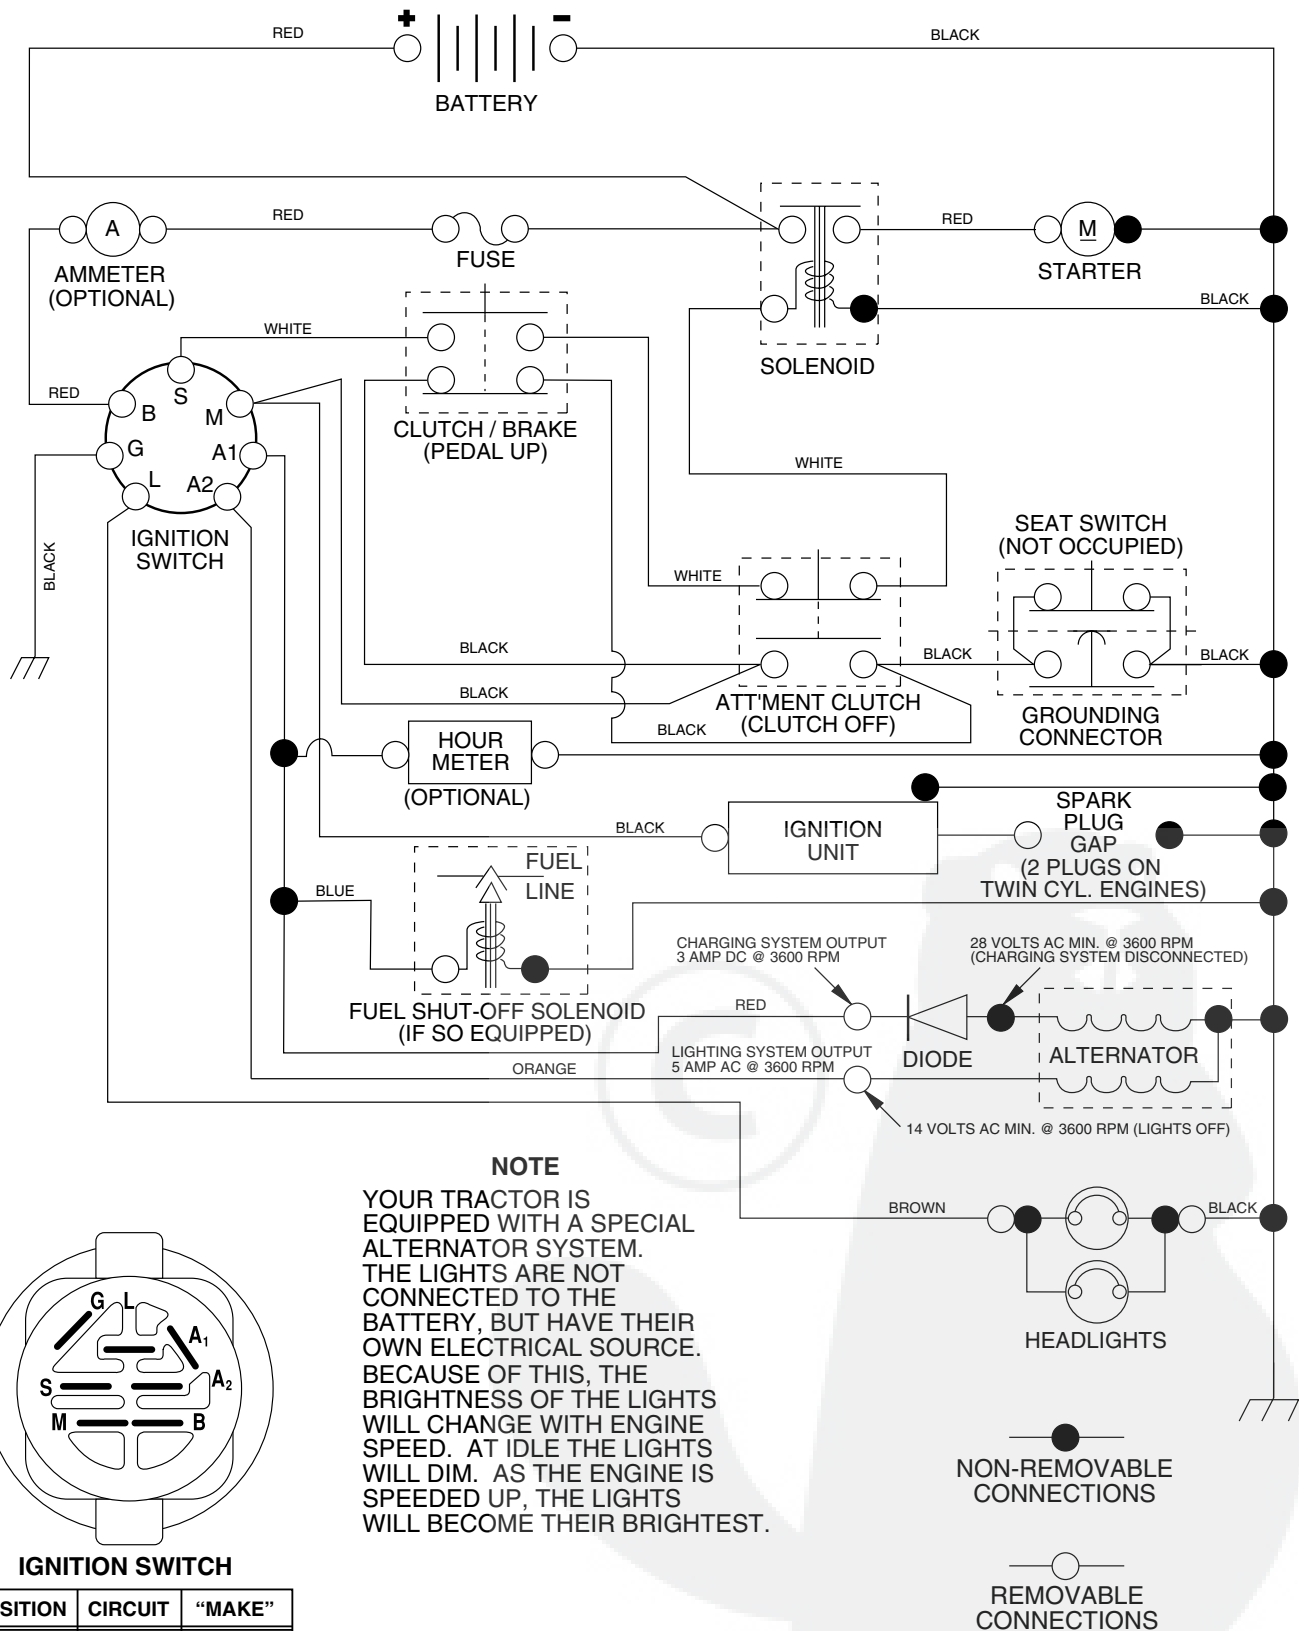 +
-
RED
BLACK
BATTERY
RED
A
AMMETER
(OPTIONAL)
FUSE
RED
M
STARTER
BLACK
SOLENOID
WHITE
RED
S
B
M
G
A1
L
A2
IGNITION
SWITCH
BLACK
CLUTCH / BRAKE
(PEDAL UP)
WHITE
WHITE
SEAT SWITCH
(NOT OCCUPIED)
BLACK
BLACK
BLACK
BLACK
ATT'MENT CLUTCH
(CLUTCH OFF)
BLACK
GROUNDING
CONNECTOR
HOUR
METER
(OPTIONAL)
BLACK
IGNITION
UNIT
SPARK
PLUG
GAP
(2 PLUGS ON
TWIN CYL. ENGINES)
BLUE
FUEL
LINE
FUEL SHUT-OFF SOLENOID
(IF SO EQUIPPED)
CHARGING SYSTEM OUTPUT
3 AMP DC @ 3600 RPM
28 VOLTS AC MIN. @ 3600 RPM
(CHARGING SYSTEM DISCONNECTED)
RED
DIODE
ALTERNATOR
LIGHTING SYSTEM OUTPUT
5 AMP AC @ 3600 RPM
ORANGE
14 VOLTS AC MIN. @ 3600 RPM (LIGHTS OFF)
©
BROWN
BLACK
HEADLIGHTS
NOTE
YOUR TRACTOR IS
EQUIPPED WITH A SPECIAL
ALTERNATOR SYSTEM.
THE LIGHTS ARE NOT
CONNECTED TO THE
BATTERY, BUT HAVE THEIR
OWN ELECTRICAL SOURCE.
BECAUSE OF THIS, THE
BRIGHTNESS OF THE LIGHTS
WILL CHANGE WITH ENGINE
SPEED. AT IDLE THE LIGHTS
WILL DIM. AS THE ENGINE IS
SPEEDED UP, THE LIGHTS
WILL BECOME THEIR BRIGHTEST.
G L
A1
S A2
M B
IGNITION SWITCH
SITION CIRCUIT “MAKE”
NON-REMOVABLE
CONNECTIONS
REMOVABLE
CONNECTIONS